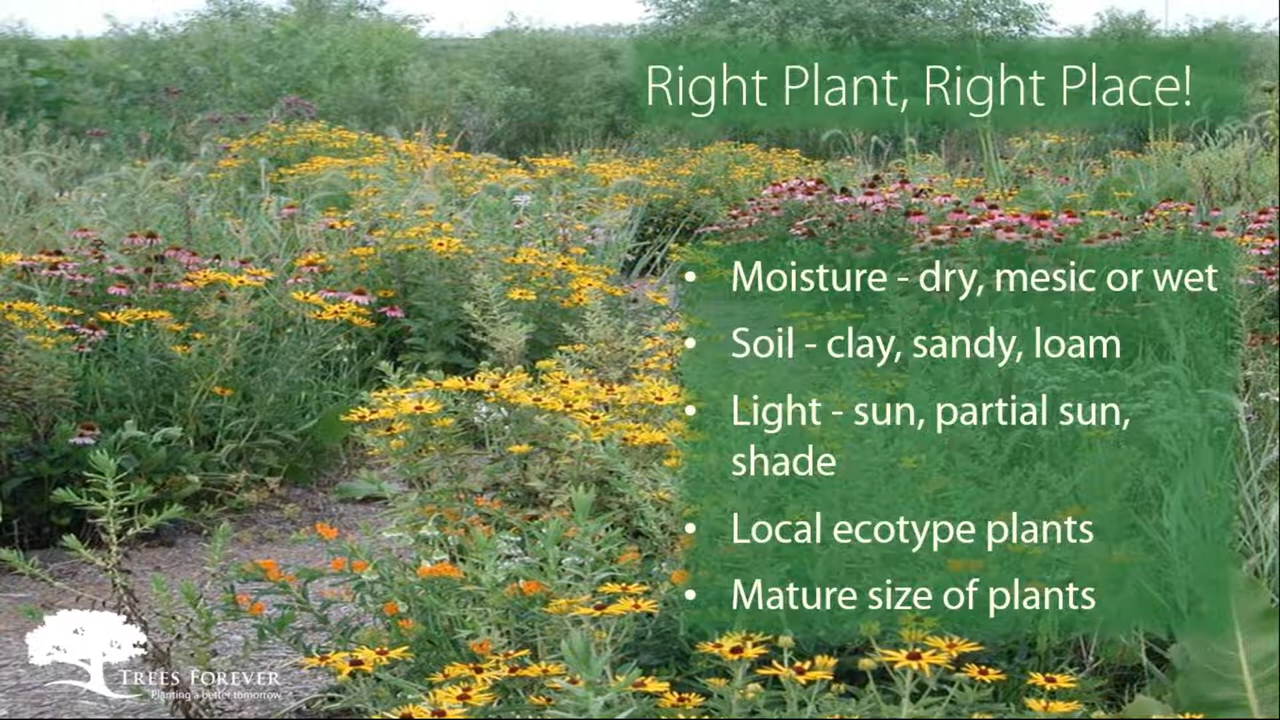 Right Plant, Right Place!
• Moisture - dry, mesic or wet
• Soil - clay, sandy, loam
• Light - sun, partial sun,
shade
• Local ecotype plants
• Mature size of plants
TREES FOREVER
Planting a better tomorrow